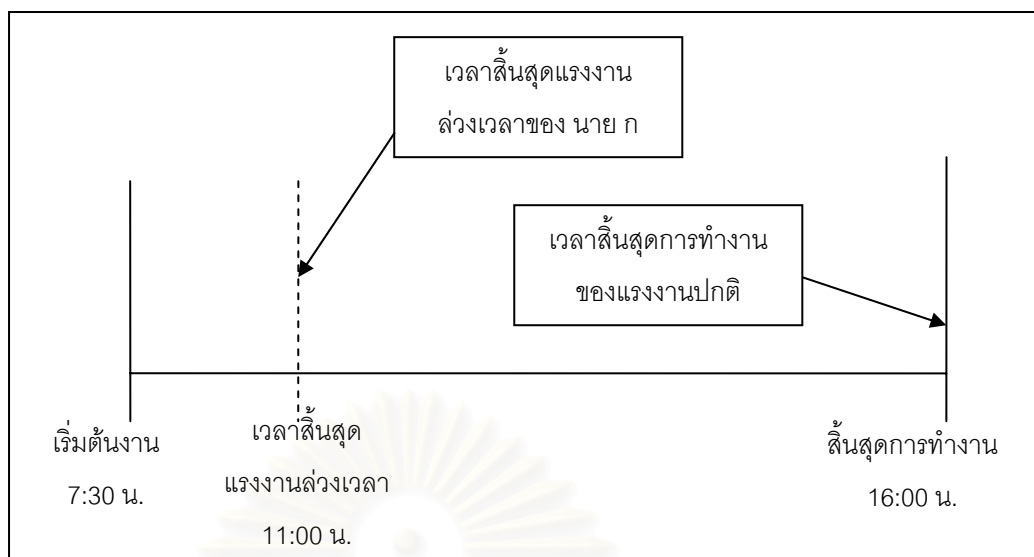 เวลาสิ้นสุดแรงงาน
ล่วงเวลาของ นาย ก
เวลาสิ้นสุดการทำงาน
ของแรงงานปกติ
เริ่มต้นงาน
7:30 น.
เวลาสิ้นสุด
แรงงานล่วงเวลา
11:00 น.
สิ้นสุดการทำงาน
16:00 น.